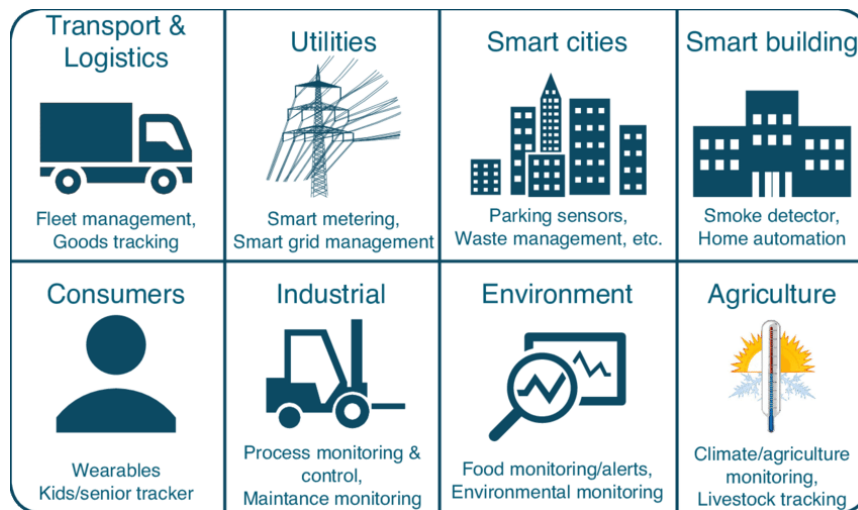 Transport &
Logistics
Fleet management,
Goods tracking
Utilities
Smart metering,
Smart grid management
Smart cities
Parking sensors,
Waste management, etc.
Smart building
Smoke detector,
Home automation
Consumers
Wearables
Kids/senior tracker
Industrial
Process monitoring &
control,
Maintance monitoring
Environment
Food monitoring/alerts,
Environmental monitoring
Agriculture
Climate/agriculture
monitoring,
Livestock tracking